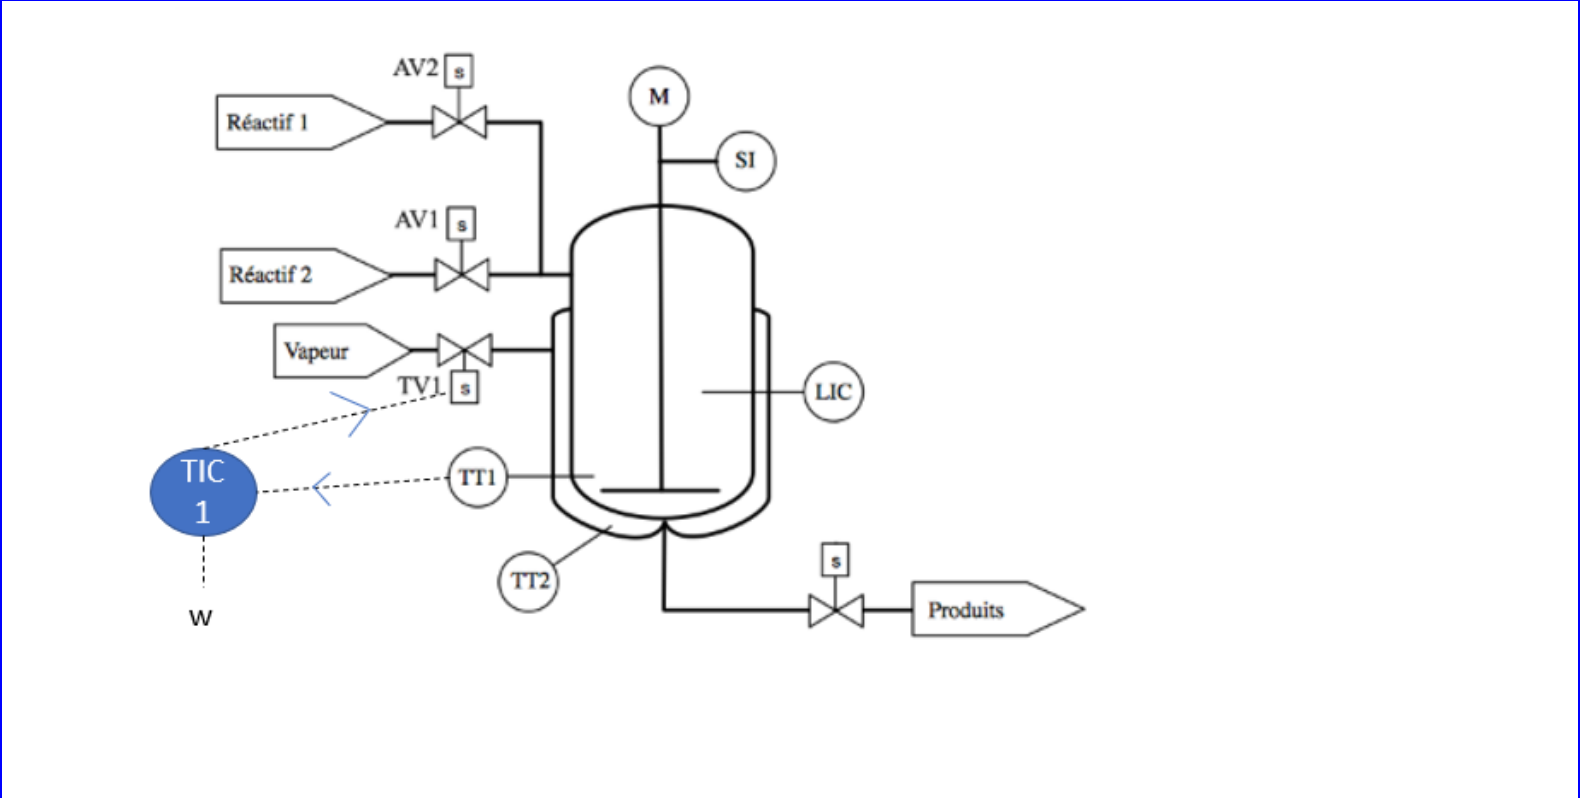 AV2
s
M
Réactif 1
SI
AV1
s
Réactif 2
Vapeur
TV1
s
LIC
TIC
1
TT1
TT2
s
Produits
w